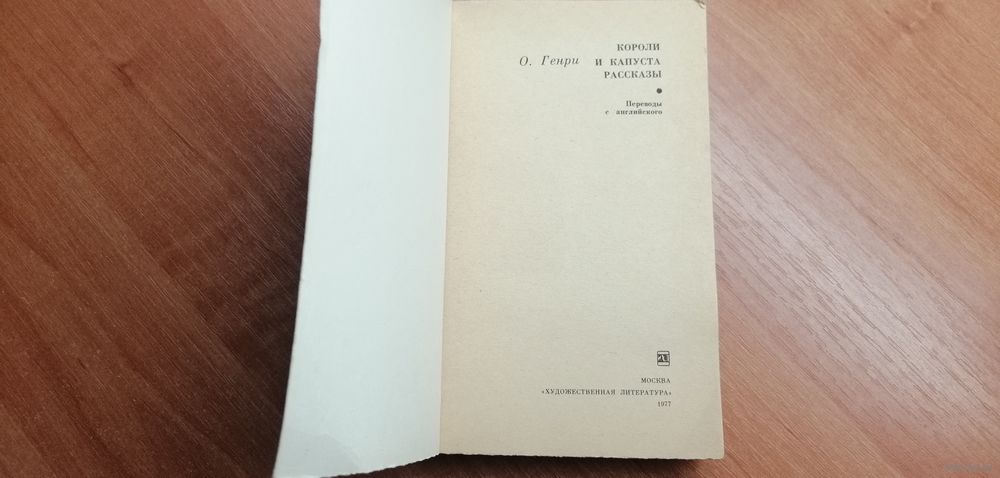 О. Генри
КОРОЛИ
И КАПУСТА
РАССКАЗЫ
Переводы
с английского
МОСКВА
«ХУДОЖЕСТВЕННАЯ ЛИТЕРАТУРА»
1977